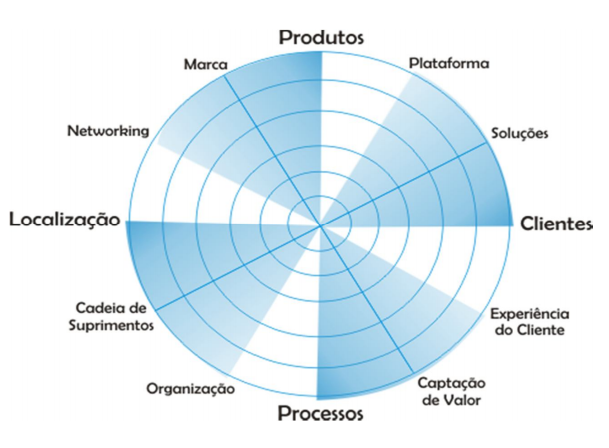 Produtos
Marca
Plataforma
Networking
Soluções
Localização
Clientes
Cadeia de
Suprimentos
Experiência
do Cliente
Organização
Captação
de Valor
Processos